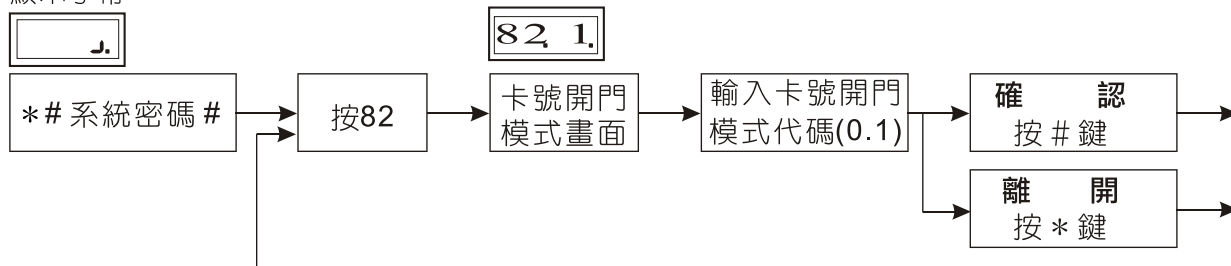 82. 1.
*#系統密碼#
按82
卡號開門
模式畫面
輸入卡號開門
模式代碼(0.1)
確 認
按#鍵
離 開
按*鍵